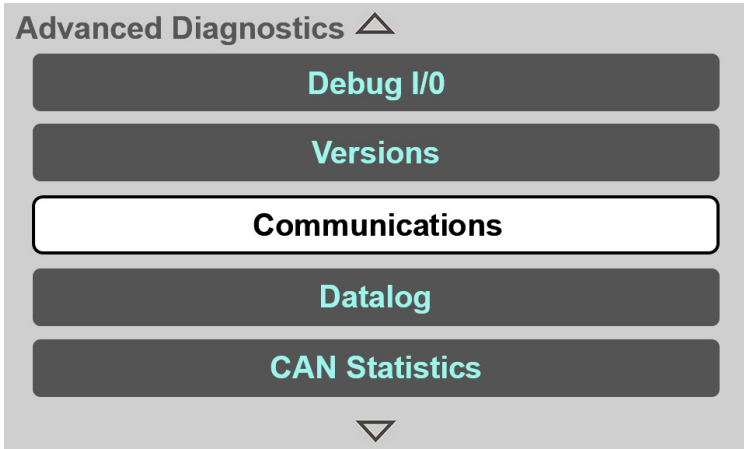 Advanced Diagnostics
Debug I/0
Versions
Communications
Datalog
CAN Statistics